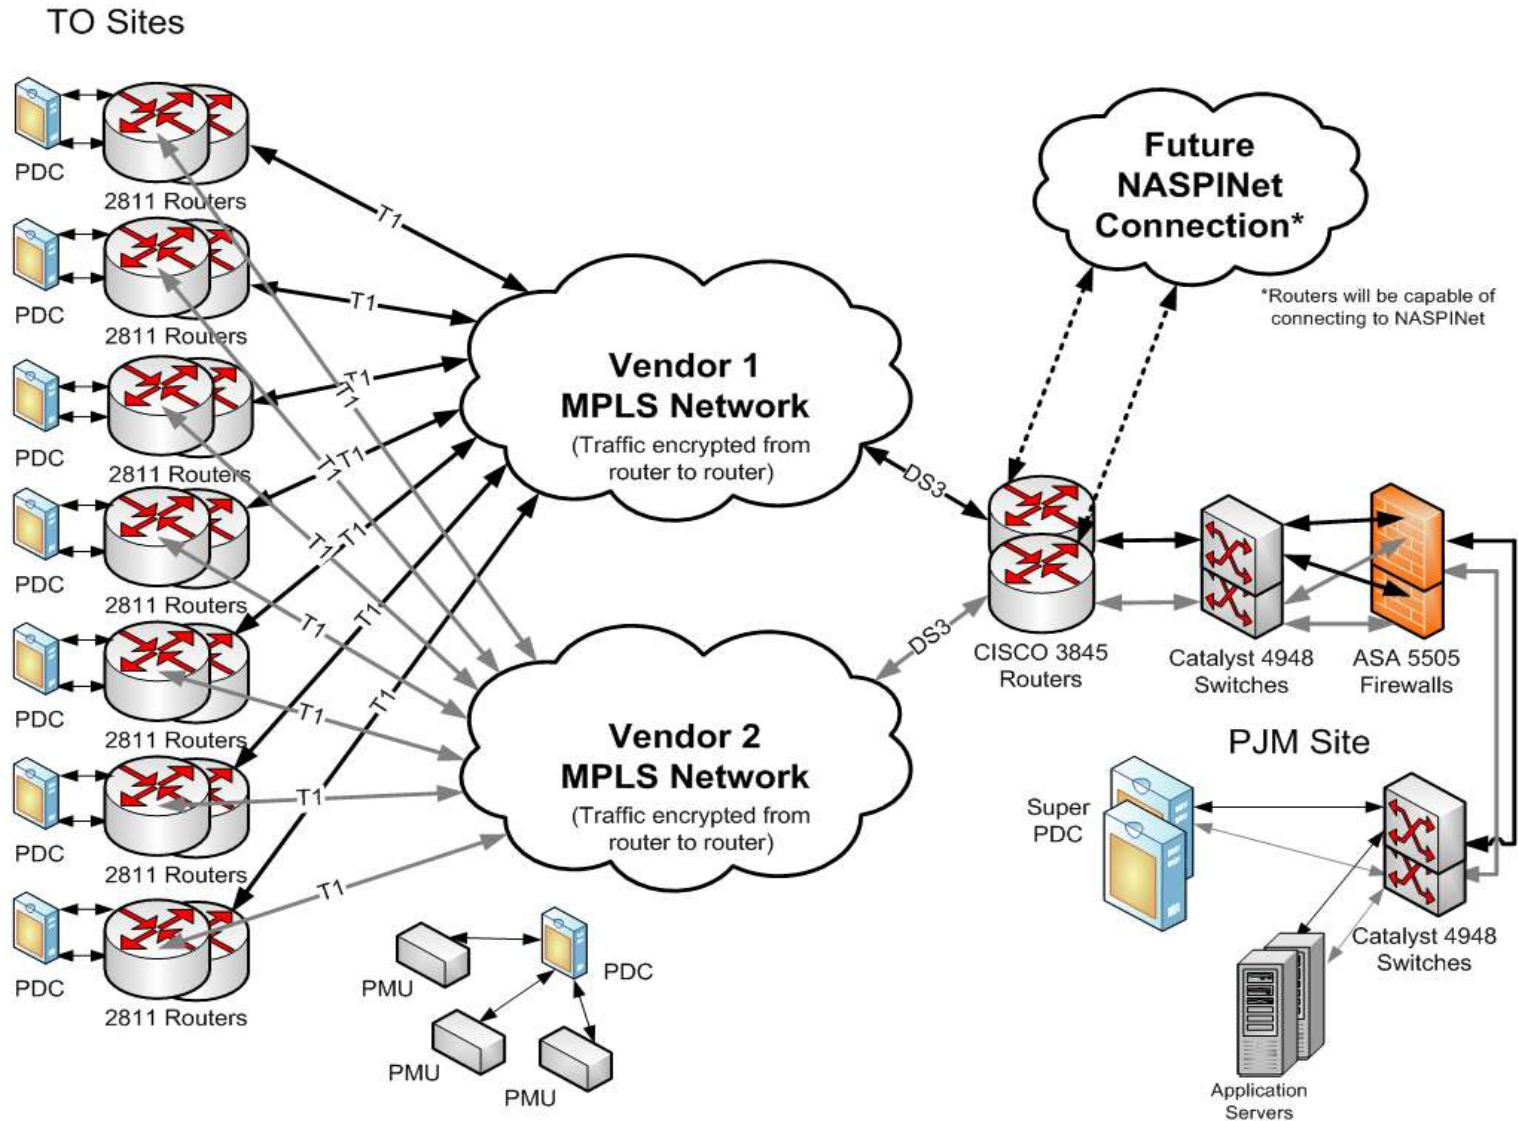 TO Sites
PDC
2811 Routers
PDC
2811 Routers
PDC
2811 Routers
PDC
2811 Routers
PDC
2811 Routers
PDC
2811 Routers
PDC
2811 Routers
T1
T1
T1
T1
T1
T1
T1
T1
T1
T1
T1
T1
T1
T1
Vendor 1
MPLS Network
(Traffic encrypted from
router to router)
Vendor 2
MPLS Network
(Traffic encrypted from
router to router)
PMU
PDC
PMU
PMU
DS3
DS3
Future
NASPINet
Connection*
*Routers will be capable of
connecting to NASPINet
CISCO 3845
Routers
Catalyst 4948
Switches
ASA 5505
Firewalls
PJM Site
Super
PDC
Catalyst 4948
Switches
Application
Servers